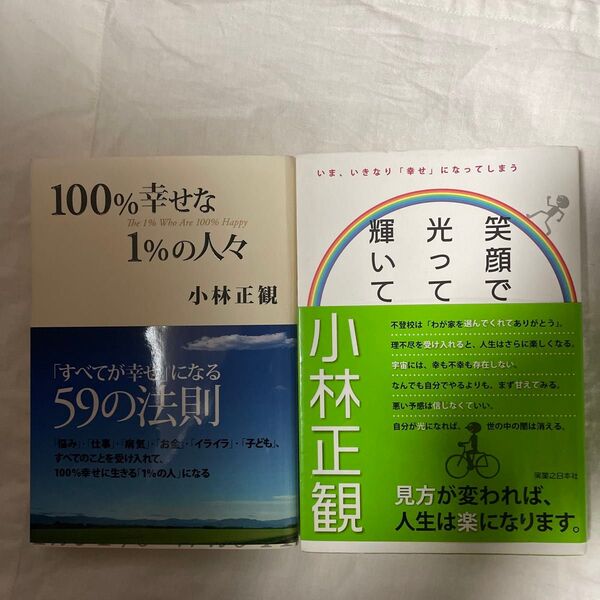 100%幸せな
The 1% Who Are 100% Happy
1%の人々
小林正観
「すべてが幸せ」になる
59の法則
「悩み」・「仕事」・「病気」・「お金」・「イライラ」・「子ども」、
すべてのことを受け入れて、
100%幸せに生きる「1%の人」になる
いま、いきなり「幸せ」になってしまう
笑顔で
光って
輝いて
小林正観
不登校は「わが家を選んでくれてありがとう」。
理不尽を受け入れると、人生はさらに楽しくなる。
宇宙には、幸も不幸も存在しない。
なんでも自分でやるよりも、まず甘えてみる。
悪い予感は信しなくていい。
自分が光になれば、世の中の闇は消える。
実業之日本社
見方が変われば、
人生は楽になります。